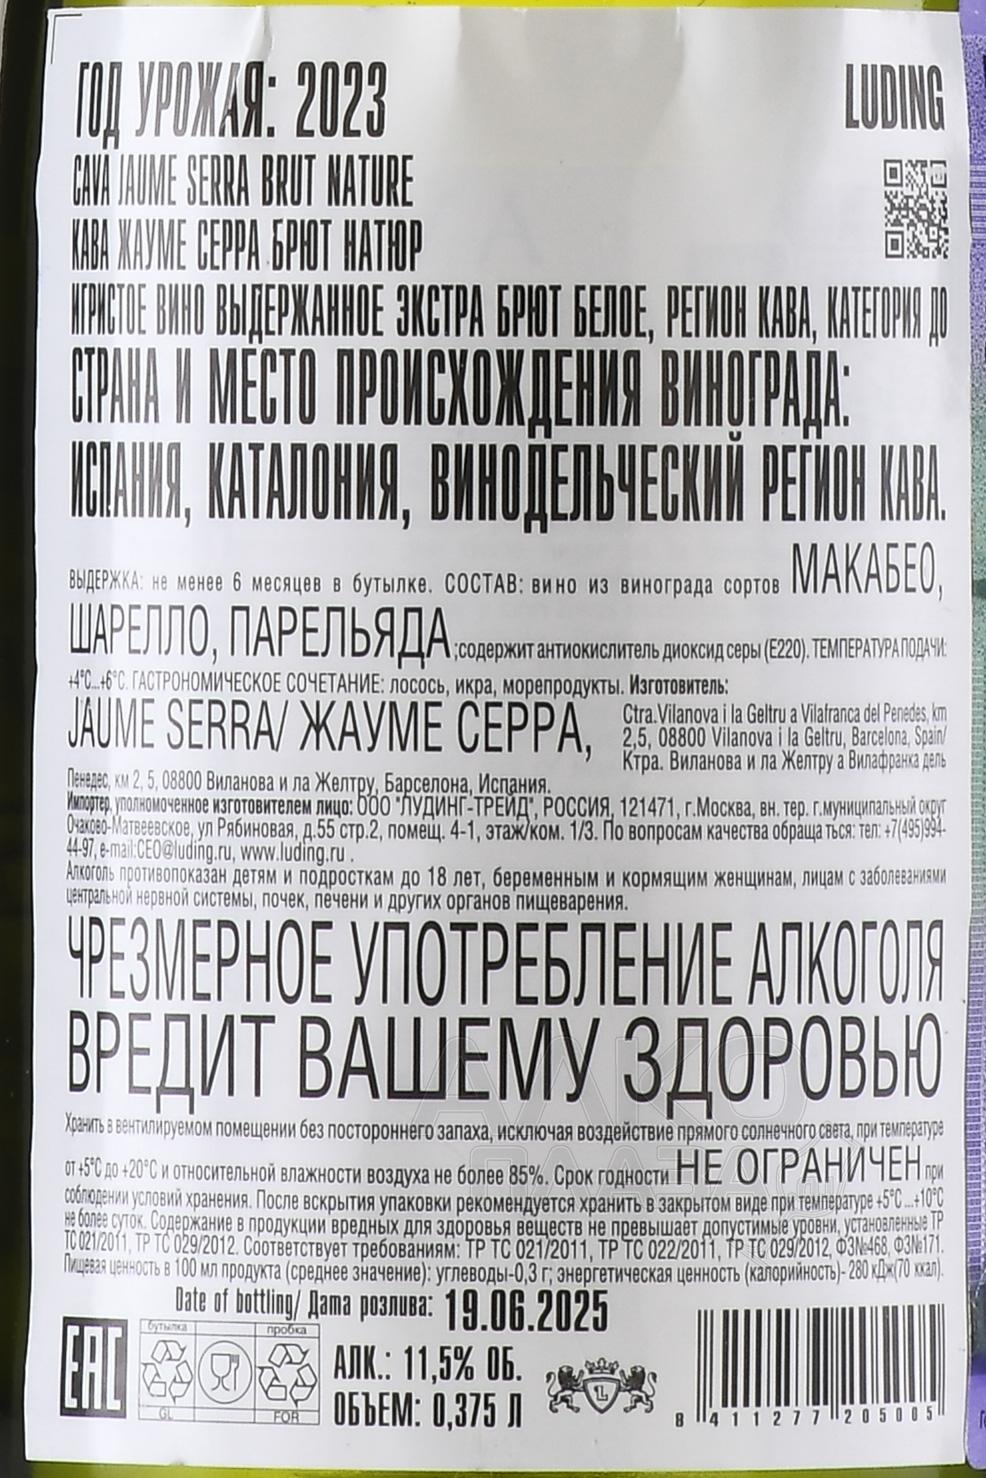 ГОД УРОЖАЯ: 2023
LUDING
CAVA JAUME SERRA BRUT NATURE
КАВА ЖАУМЕ СЕРРА БРЮТ НАТЮР
ИГРИСТОЕ ВИНО ВЫДЕРЖАННОЕ ЭКСТРА БРЮТ БЕЛОЕ, РЕГИОН КАВА, КАТЕГОРИЯ ДО
СТРАНА И МЕСТО ПРОИСХОЖДЕНИЯ ВИНОГРАДА:
ИСПАНИЯ, КАТАЛОНИЯ, ВИНОДЕЛЬЧЕСКИЙ РЕГИОН КАВА.
ВЫДЕРЖКА: не менее 6 месяцев в бутылке. СОСТАВ: вино из винограда сортов МАКАБЕО,
ШАРЕЛЛО, ПАРЕЛЬЯДА ;содержит антиокислитель диоксид серы (Е220). ТЕМПЕРАТУРА ПОДАЧИ:
+4°С...+6°С. ГАСТРОНОМИЧЕСКОЕ СОЧЕТАНИЕ: лосось, икра, морепродукты. Изготовитель:
JAUME SERRA/ ЖАУМЕ СЕРРА,
Ctra.Vilanova i la Geltru a Vilafranca del Penedes, km
2,5, 08800 Vilanova i la Geltru, Barcelona, Spain/
Ктра. Виланова и ла Желтру а Вилафранка дель
Пенедес, км 2, 5, 08800 Виланова и ла Желтру, Барселона, Испания.
Импортер, уполномоченное изготовителем лицо: ООО "ЛУДИНГ-ТРЕЙД", РОССИЯ, 121471, г.Москва, вн. тер. г.муниципальный округ
Очаково-Матвеевское, ул Рябиновая, д.55 стр.2, помещ. 4-1, этаж/ком. 1/3. По вопросам качества обраща ться: тел: +7(495)994-
44-97, e-mail:CEO@luding.ru, www.luding.ru .
Алкоголь противопоказан детям и подросткам до 18 лет, беременным и кормящим женщинам, лицам с заболеваниями
центральной нервной системы, почек, печени и других органов пищеварения.
ЧРЕЗМЕРНОЕ УПОТРЕБЛЕНИЕ АЛКОГОЛЯ
ВРЕДИТ ВАШЕМУ ЗДОРОВЬЮ
Хранить в вентилируемом помещении без постороннего запаха, исключая воздействие прямого солнечного света, при температуре
от +5°С до +20°С и относительной влажности воздуха не более 85%. Срок годности НЕ ОГРАНИЧЕН при
соблюдении условий хранения. После вскрытия упаковки рекомендуется хранить в закрытом виде при температуре +5°С ...+10°С
не более суток. Содержание в продукции вредных для здоровья веществ не превышает допустимые уровни, установленные ТР
ТС 021/2011, ТР ТС 029/2012. Соответствует требованиям: ТР ТС 021/2011, ТР ТС 022/2011, ТР ТС 029/2012, ФЗ№468, ФЗ№171.
Пищевая ценность в 100 мл продукта (среднее значение): углеводы-0,3 г; энергетическая ценность (калорийность)- 280 кДж(70 ккал).
Date of bottling/ Дата розлива: 19.06.2025
EAC
бутылка
пробка
GL
FOR
АЛК.: 11,5% ОБ.
ОБЪЕМ: 0,375 Л
L
8 411277 205005
АЛКО
ПЛАЗА